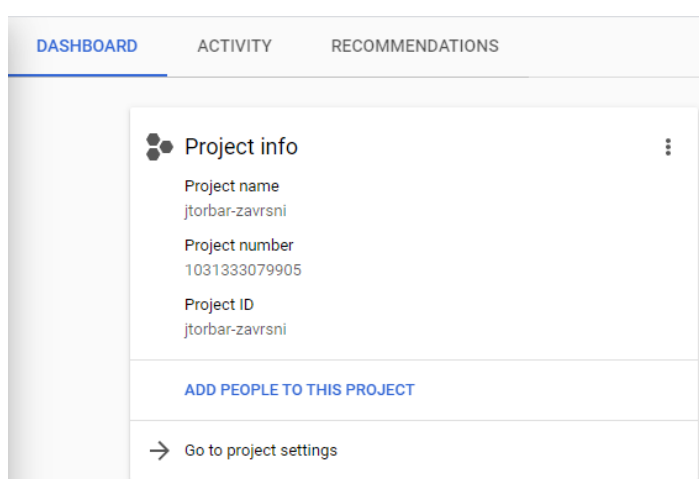 DASHBOARD ACTIVITY RECOMMENDATIONS
Project info
Project name
jtorbar-zavrsni
Project number
1031333079905
Project ID
jtorbar-zavrsni
ADD PEOPLE TO THIS PROJECT
Go to project settings